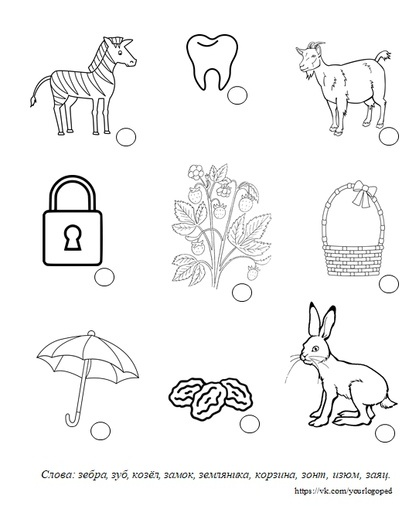 Слова: зебра, зуб, козёл, замок, земляника, корзина, зонт, изюм, заяц.
https://vk.com/yourlogoped